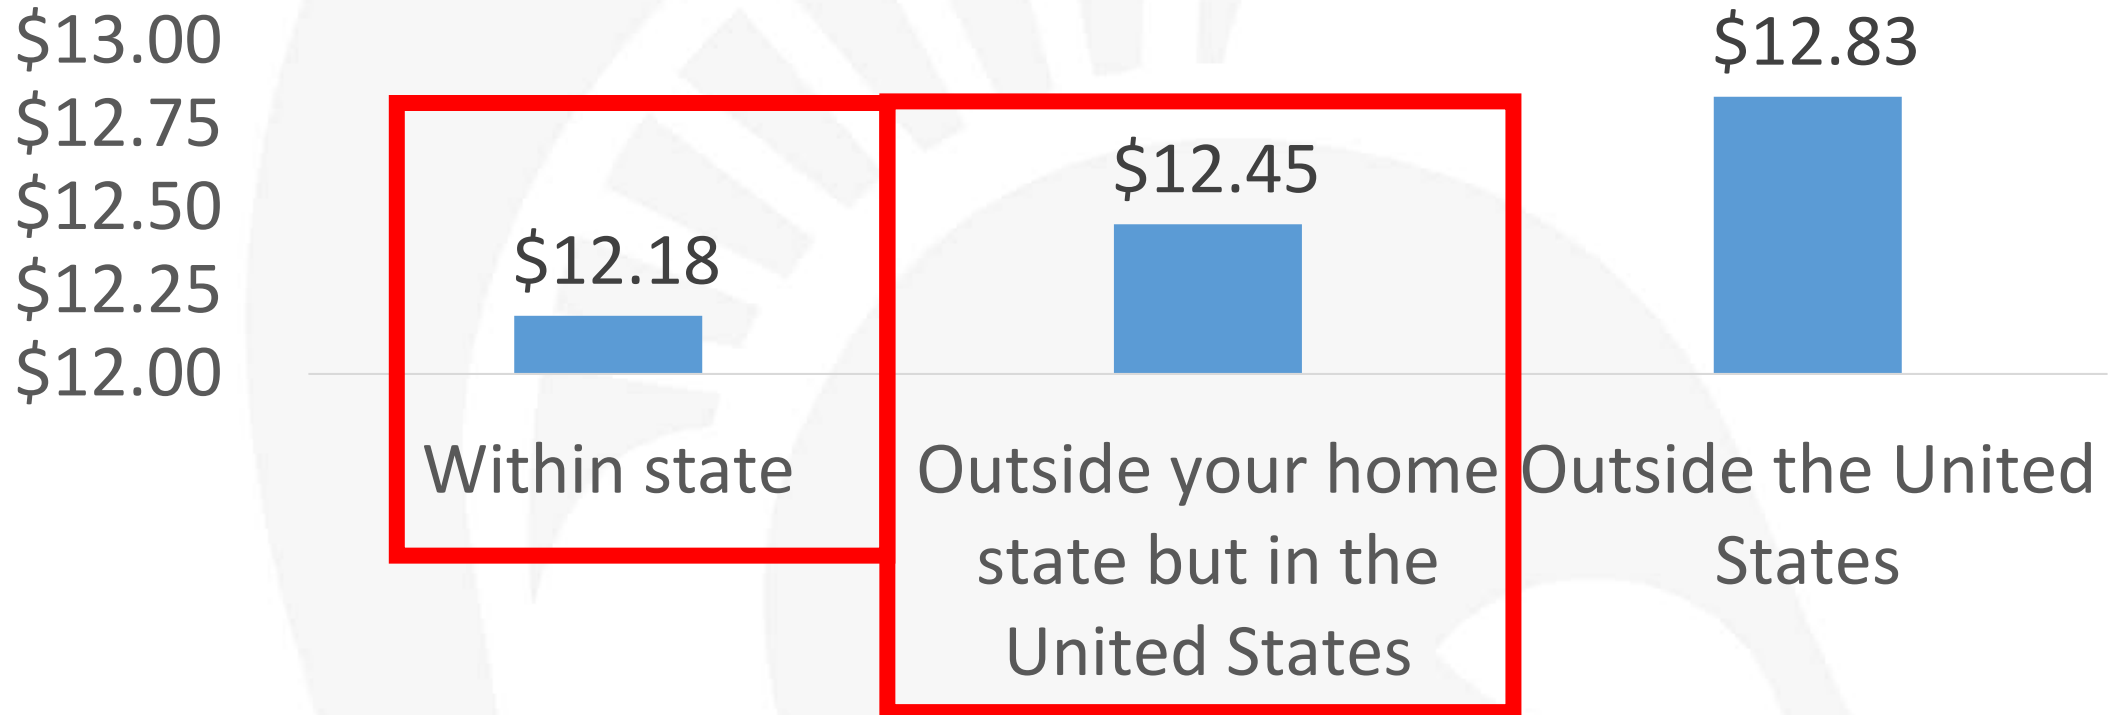 $13.00
$12.75
$12.50
$12.25
$12.00
$12.18
$12.45
$12.83
Within state
Outside your home
state but in the
United States
Outside the United
States